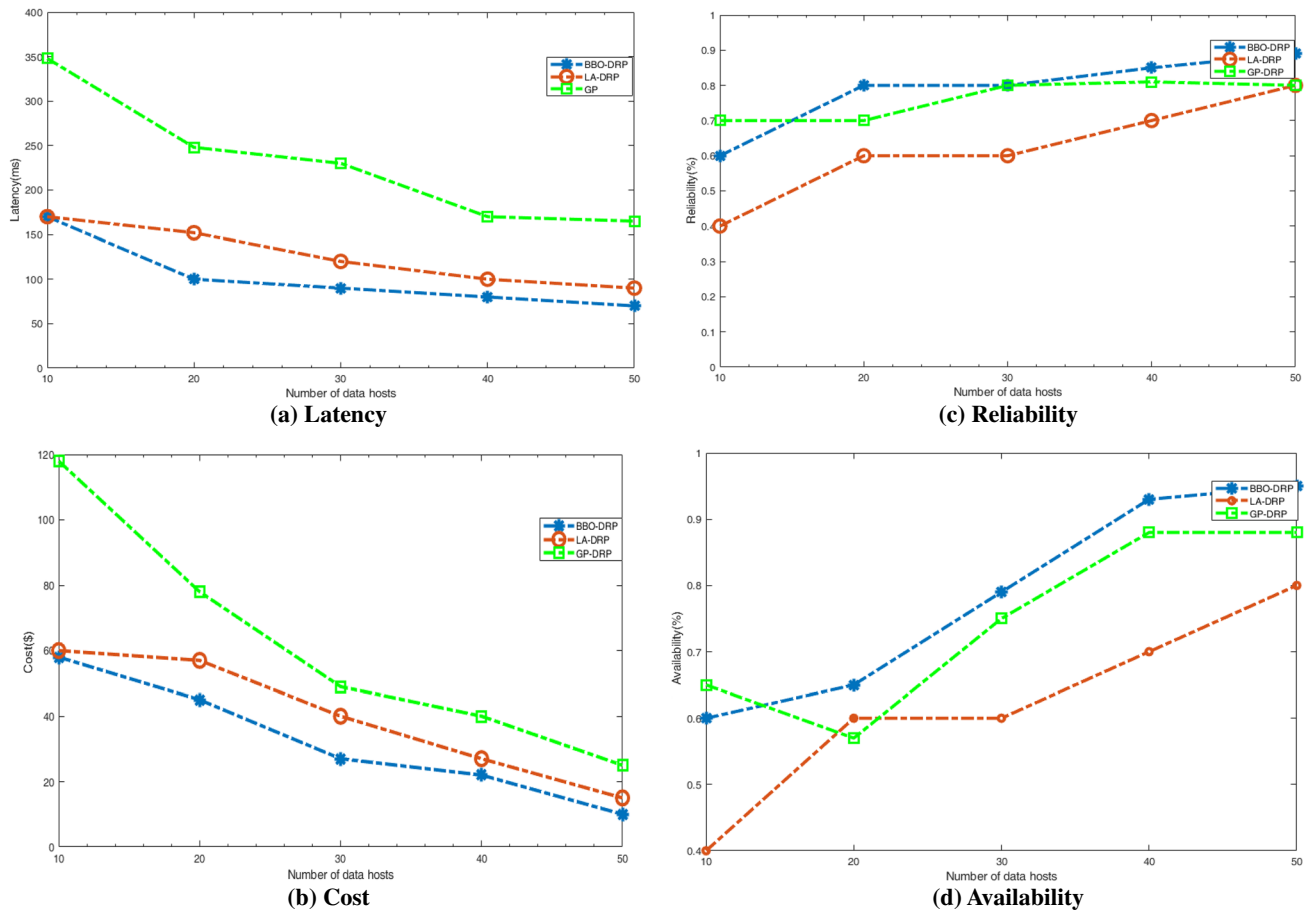 400
350
300
250
200
150
100
50
0
Latency(ms)
BBO-DRP
LA-DRP
GP
10 20 30 40 50
Number of data hosts
(a) Latency
1
0.9
0.8
0.7
0.6
0.5
0.4
0.3
0.2
0.1
0
Reliability(%)
BBO-DRP
LA-DRP
GP-DRP
10 20 30 40 50
Number of data hosts
(c) Reliability
120
100
80
60
40
20
0
Cost($)
BBO-DRP
LA-DRP
GP-DRP
10 20 30 40 50
Number of data hosts
(b) Cost
1
0.9
0.8
0.7
0.6
0.5
0.4
Availability(%)
BBO-DRP
LA-DRP
GP-DRP
10 20 30 40 50
Number of data hosts
(d) Availability